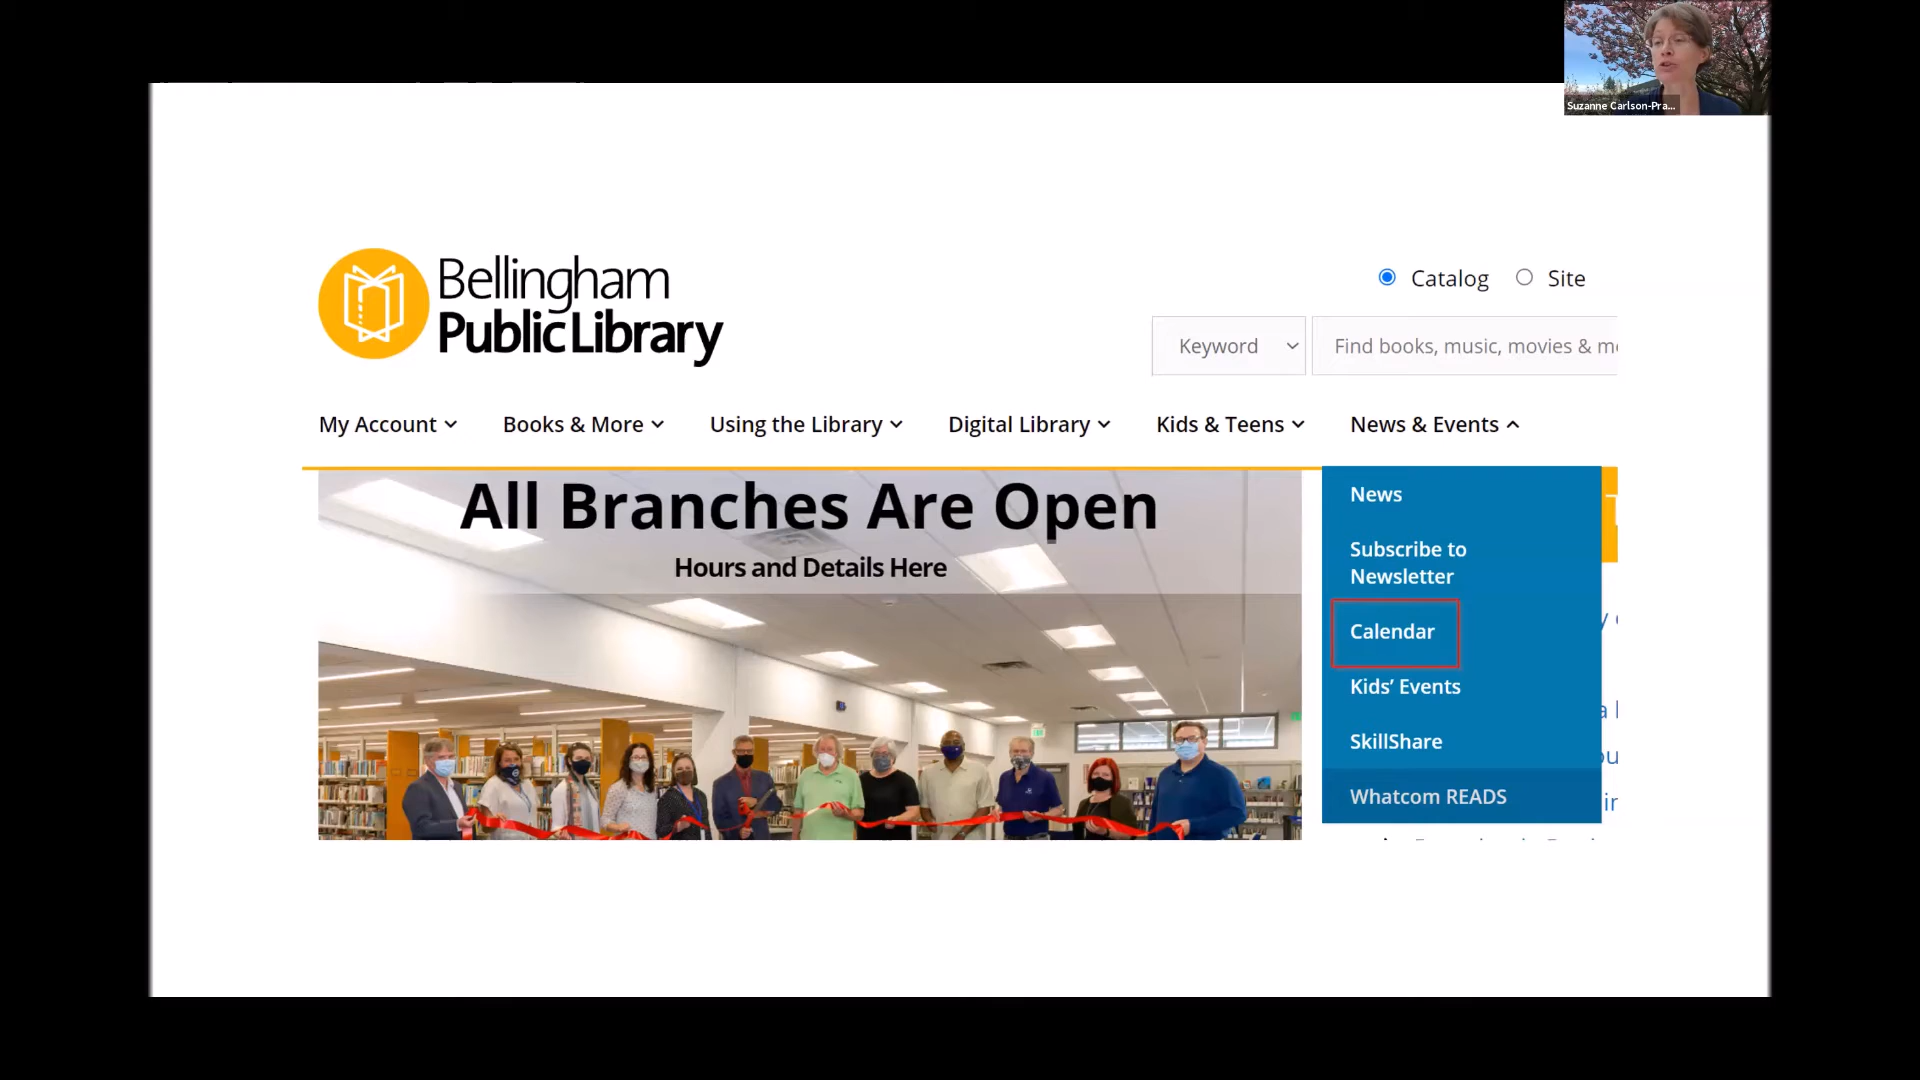 Suzanne Carlson-Pra...
Bellingham
Public Library
Catalog Site
Keyword Find books, music, movies &
My Account Books & More Using the Library Digital Library Kids & Teens News & Events
All Branches Are Open
Hours and Details Here
News
Subscribe to
Newsletter
Calendar
Kids’ Events
SkillShare
Whatcom READS